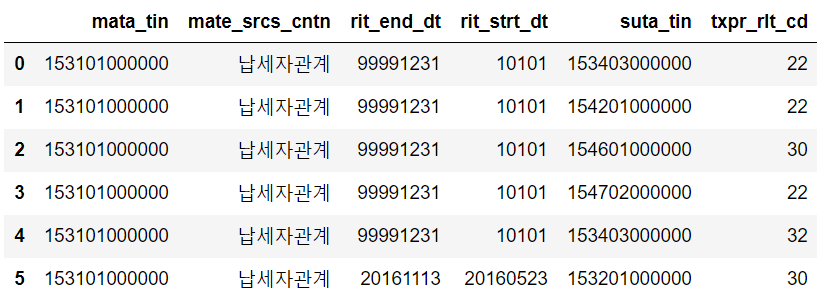 mata_tin mate_srcs_cntn rit_end_dt rit_strt_dt suta_tin txpr_rlt_cd
0 153101000000 납세자관계 99991231 10101 153403000000 22
1 153101000000 납세자관계 99991231 10101 154201000000 22
2 153101000000 납세자관계 99991231 10101 154601000000 30
3 153101000000 납세자관계 99991231 10101 154702000000 22
4 153101000000 납세자관계 99991231 10101 153403000000 32
5 153101000000 납세자관계 20161113 20160523 153201000000 30